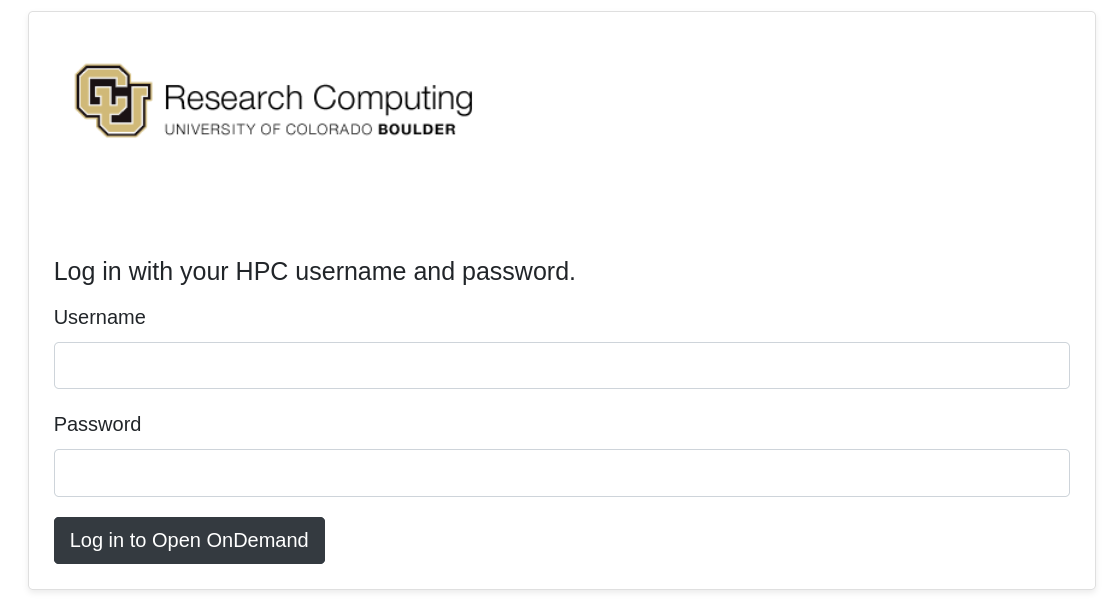 CU
Research Computing
UNIVERSITY OF COLORADO BOULDER
Log in with your HPC username and password.
Username
Password
Log in to Open OnDemand